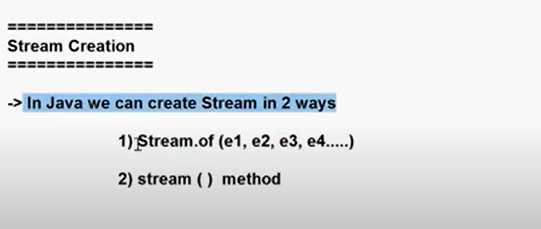 ===============
Stream Creation
===============
-> In Java we can create Stream in 2 ways
1) Stream.of (e1, e2, e3, e4.....)
2) stream ( ) method